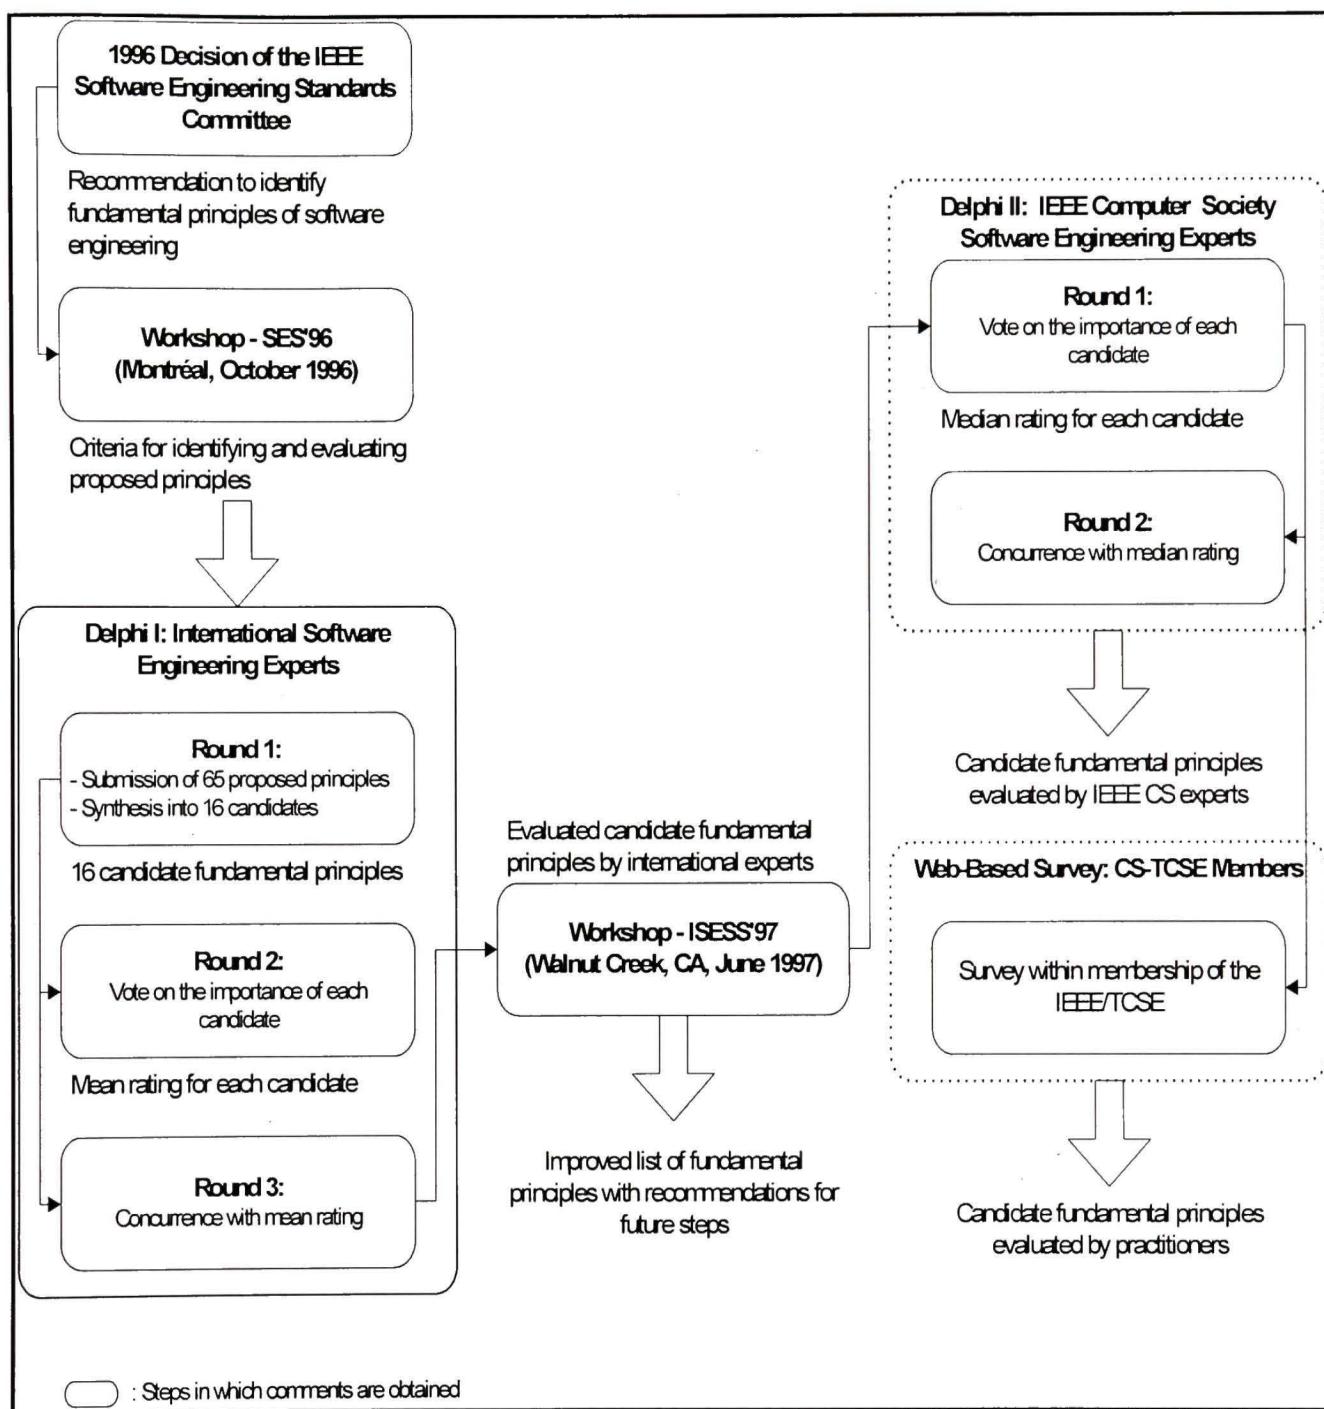 1996 Decision of the IEEE
Software Engineering Standards
Committee
Recommendation to identify
fundamental principles of software
engineering
Workshop - SES'96
(Montréal, October 1996)
Criteria for identifying and evaluating
proposed principles
Delphi I: International Software
Engineering Experts
Round 1:
- Submission of 65 proposed principles
- Synthesis into 16 candidates
16 candidate fundamental principles
Round 2:
Vote on the importance of each
candidate
Mean rating for each candidate
Round 3:
Concurrence with mean rating
Evaluated candidate fundamental
principles by international experts
Workshop - ISESS'97
(Walnut Creek, CA, June 1997)
Improved list of fundamental
principles with recommendations for
future steps
Delphi II: IEEE Computer Society
Software Engineering Experts
Round 1:
Vote on the importance of each
candidate
Median rating for each candidate
Round 2:
Concurrence with median rating
Candidate fundamental principles
evaluated by IEEE CS experts
Web-Based Survey: CS-TCSE Members
Survey within membership of the
IEEE/TCSE
Candidate fundamental principles
evaluated by practitioners
: Steps in which comments are obtained